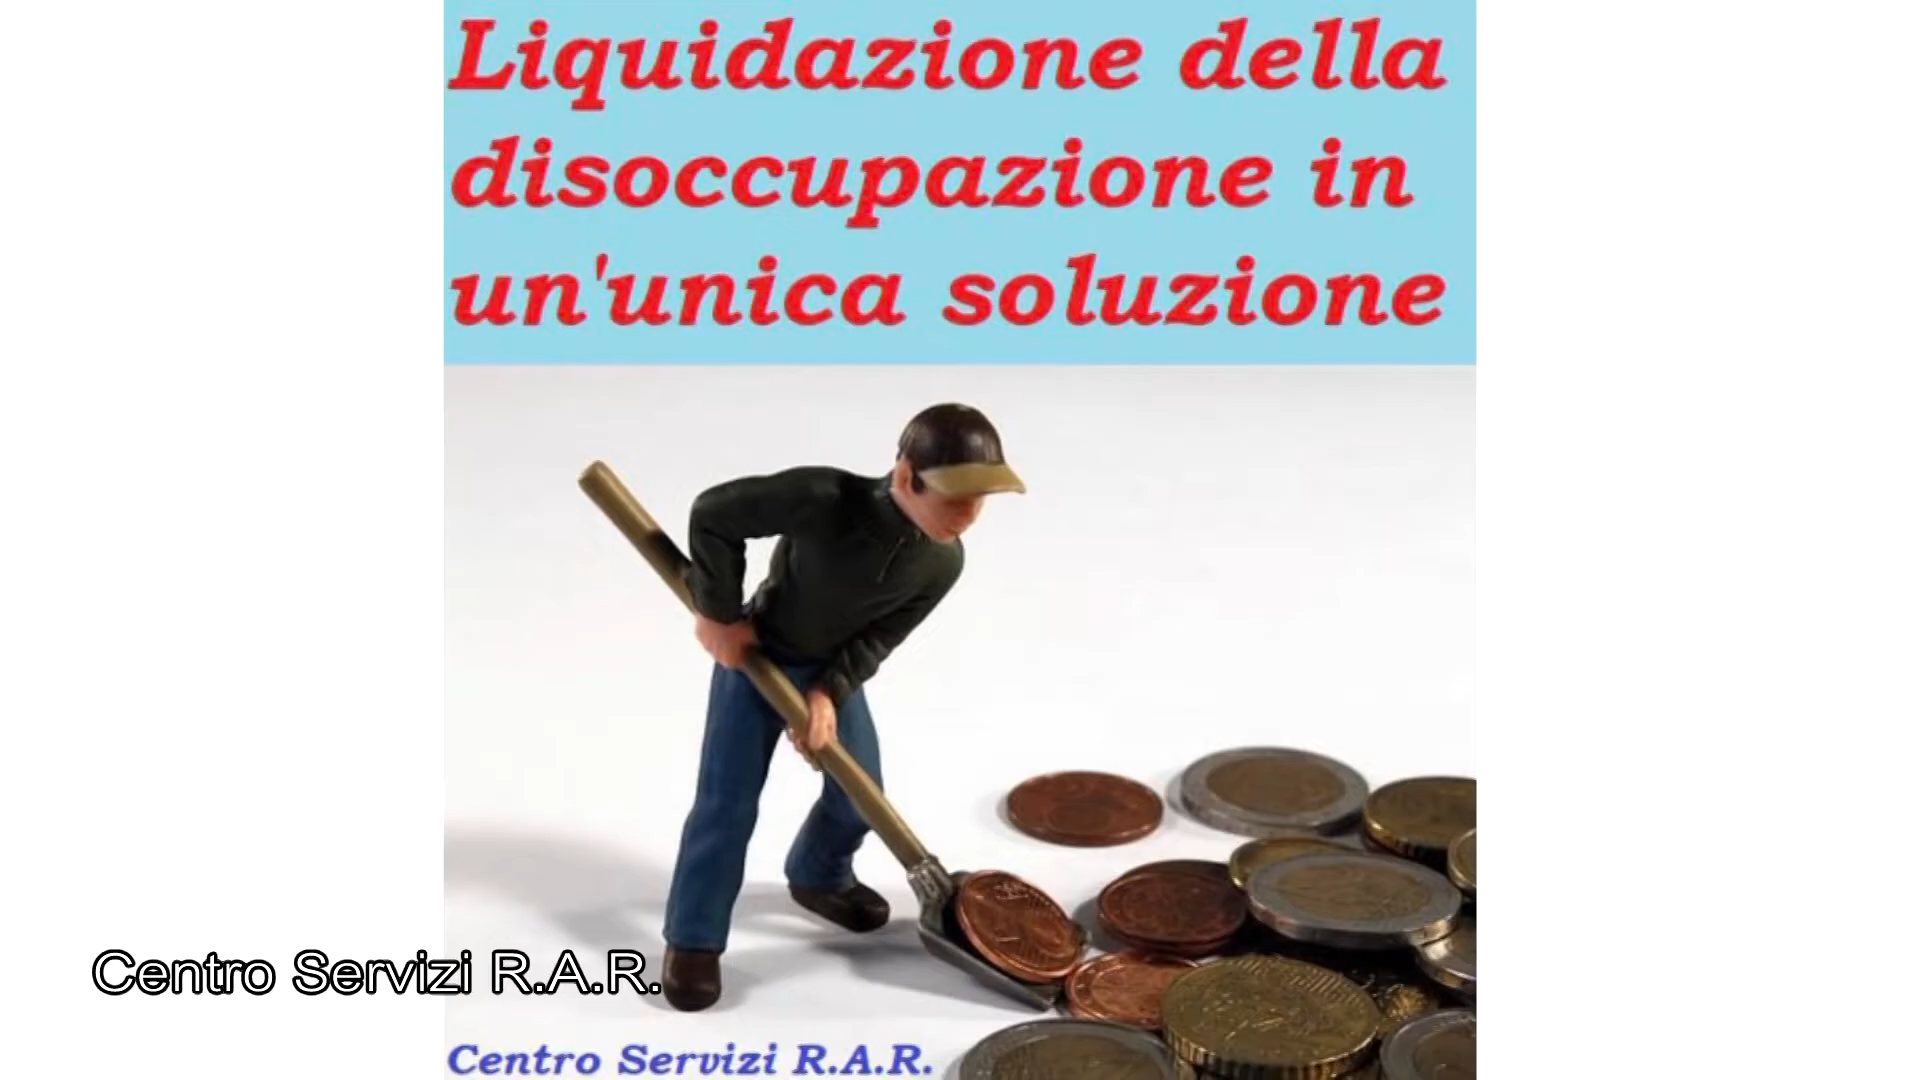 Liquidazione della
disoccupazione in
un'unica soluzione
Centro Servizi R.A.R.
Centro Servizi R.A.R.